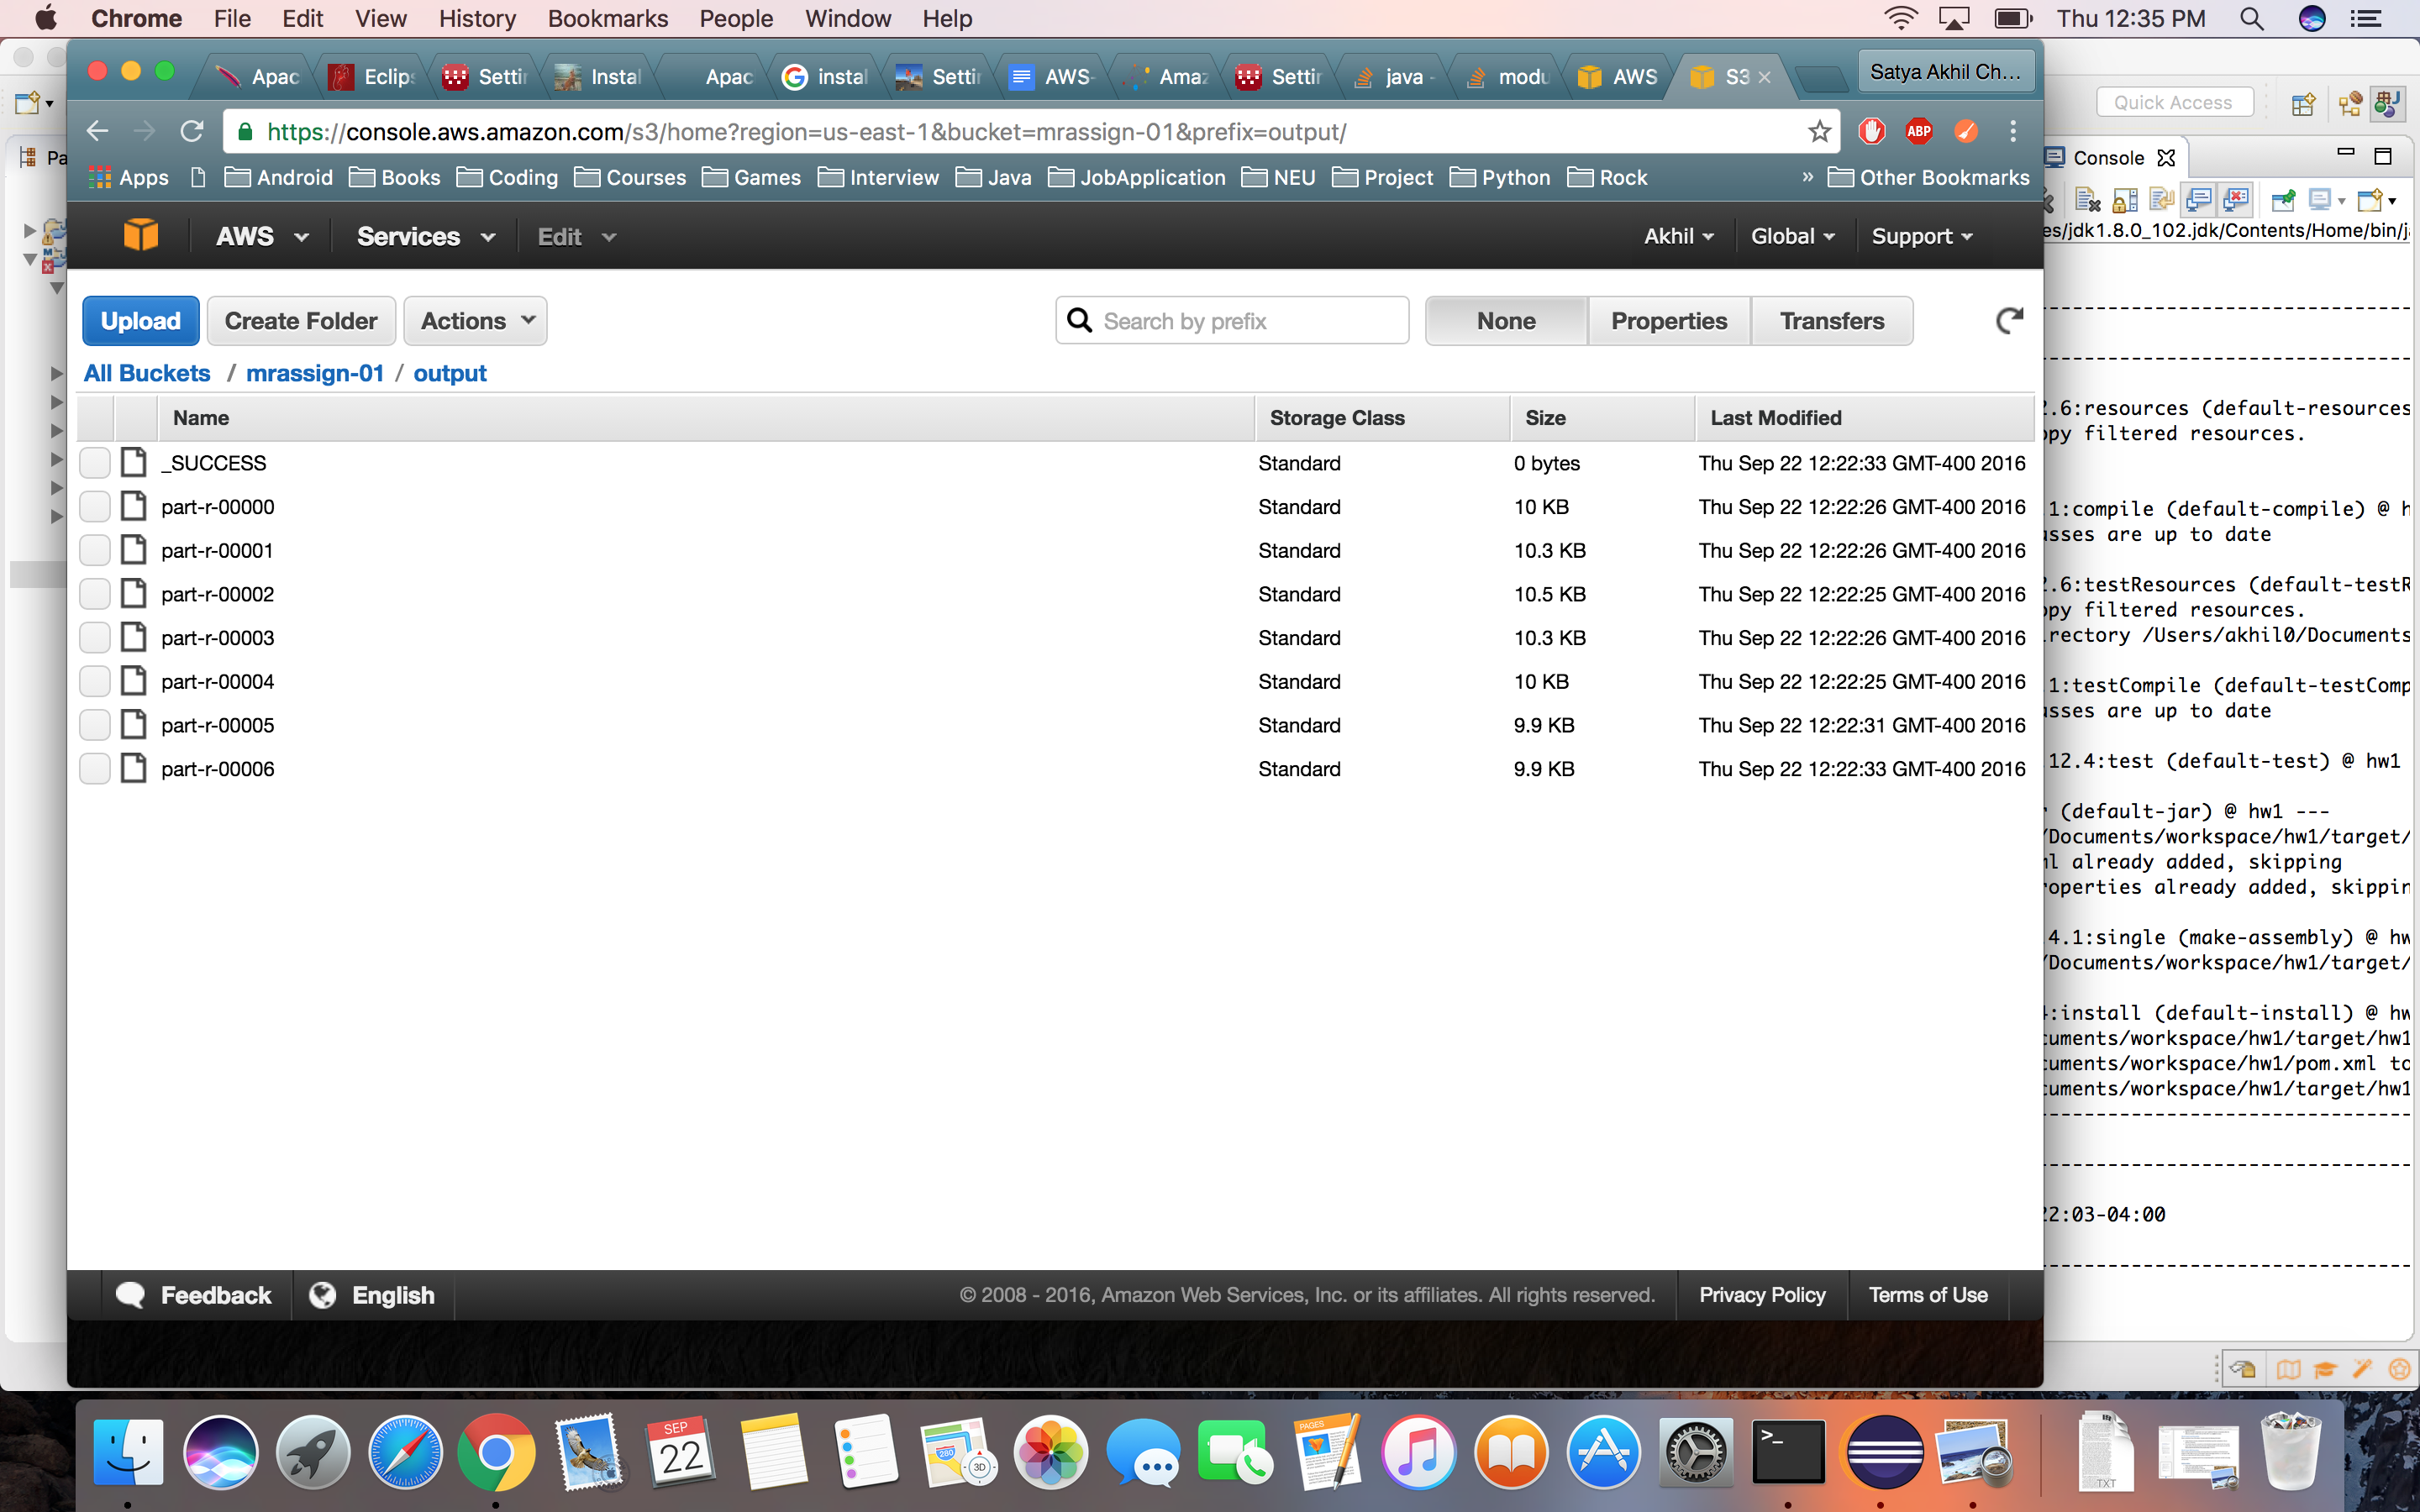 Chrome File Edit View History Bookmarks People Window Help Thu 12:35 PM
Apac Eclips Settin Instal Apac instal Settin AWS- Amaz Settin java - modu AWS S3 Satya Akhil Ch...
https://console.aws.amazon.com/s3/home?region=us-east-1&bucket=mrassign-01&prefix=output/ ABP
Apps Android Books Coding Courses Games Interview Java JobApplication NEU Project Python Rock » Other Bookmarks
AWS Services Edit Akhil Global Support
Upload Create Folder Actions Search by prefix None Properties Transfers
All Buckets / mrassign-01 / output
Name Storage Class Size Last Modified
_SUCCESS Standard 0 bytes Thu Sep 22 12:22:33 GMT-400 2016
part-r-00000 Standard 10 KB Thu Sep 22 12:22:26 GMT-400 2016
part-r-00001 Standard 10.3 KB Thu Sep 22 12:22:26 GMT-400 2016
part-r-00002 Standard 10.5 KB Thu Sep 22 12:22:25 GMT-400 2016
part-r-00003 Standard 10.3 KB Thu Sep 22 12:22:26 GMT-400 2016
part-r-00004 Standard 10 KB Thu Sep 22 12:22:25 GMT-400 2016
part-r-00005 Standard 9.9 KB Thu Sep 22 12:22:31 GMT-400 2016
part-r-00006 Standard 9.9 KB Thu Sep 22 12:22:33 GMT-400 2016
Feedback English © 2008 - 2016, Amazon Web Services, Inc. or its affiliates. All rights reserved. Privacy Policy Terms of Use
Pa
Quick Access
Console
es/jdk1.8.0_102.jdk/Contents/Home/bin/j
.6:resources (default-resources
py filtered resources.
1:compile (default-compile) @ h
sses are up to date
.6:testResources (default-testR
py filtered resources.
rectory /Users/akhil0/Documents
1:testCompile (default-testComp
sses are up to date
12.4:test (default-test) @ hw1
(default-jar) @ hw1 ---
/Documents/workspace/hw1/target/
ml already added, skipping
operties already added, skippin
4.1:single (make-assembly) @ hw
/Documents/workspace/hw1/target/
:install (default-install) @ hw
cuments/workspace/hw1/target/hw1
cuments/workspace/hw1/pom.xml to
cuments/workspace/hw1/target/hw1
22:03-04:00
SEP
22
280
3D
PAGES
>_
TXT